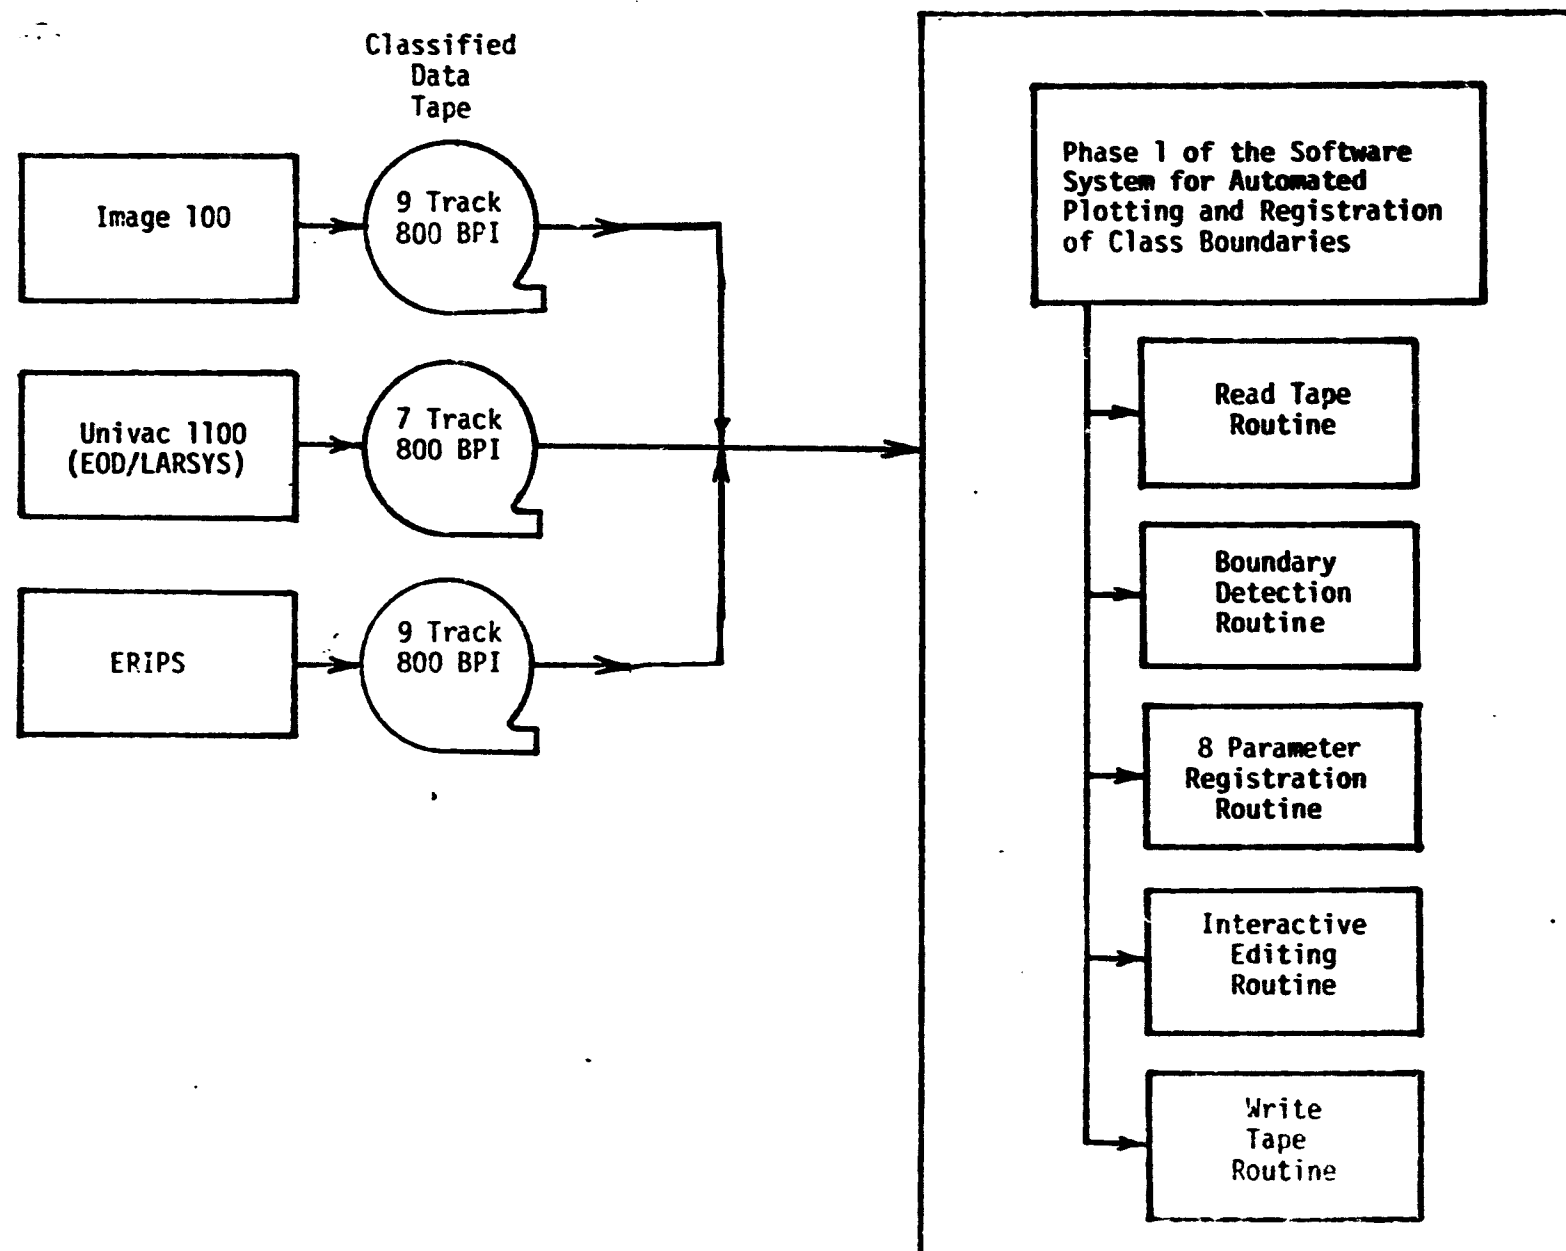 Classified
Data
Tape
Image 100
9 Track
800 BPI
Univac 1100
(EOD/LARSYS)
7 Track
800 BPI
ERIPS
9 Track
800 BPI
Phase 1 of the Software
System for Automated
Plotting and Registration
of Class Boundaries
Read Tape
Routine
Boundary
Detection
Routine
8 Parameter
Registration
Routine
Interactive
Editing
Routine
Write
Tape
Routine